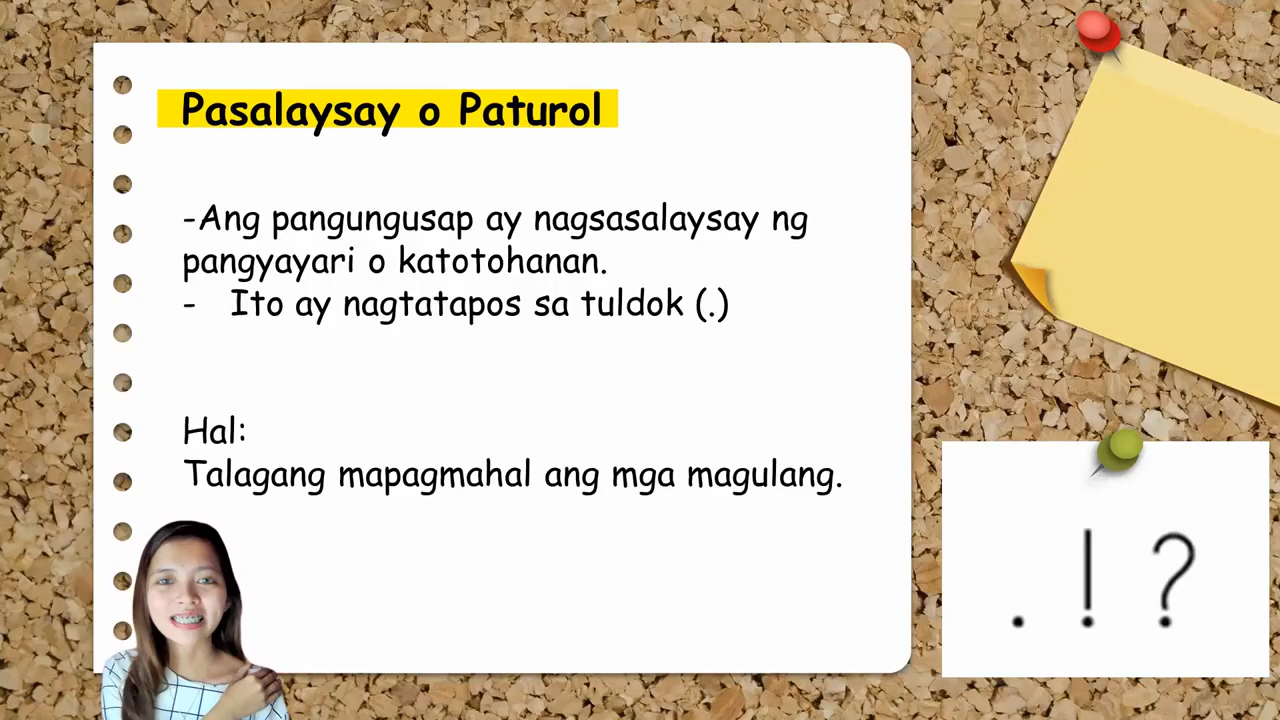 Pasalaysay o Paturol
-Ang pangungusap ay nagsasalaysay ng
pangyayari o katotohanan.
- Ito ay nagtatapos sa tuldok (.)
Hal:
Talagang mapagmahal ang mga magulang.
. ! ?